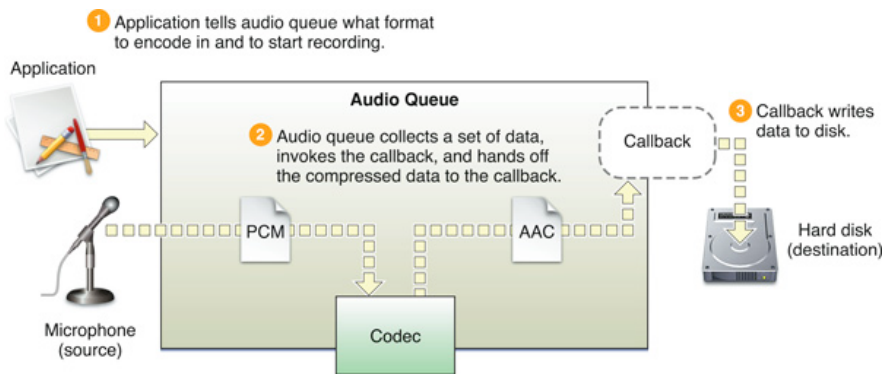 1 Application tells audio queue what format
to encode in and to start recording.
Application
Audio Queue
2 Audio queue collects a set of data,
invokes the callback, and hands off
the compressed data to the callback.
Callback
3 Callback writes
data to disk.
PCM
AAC
Hard disk
(destination)
Microphone
(source)
Codec